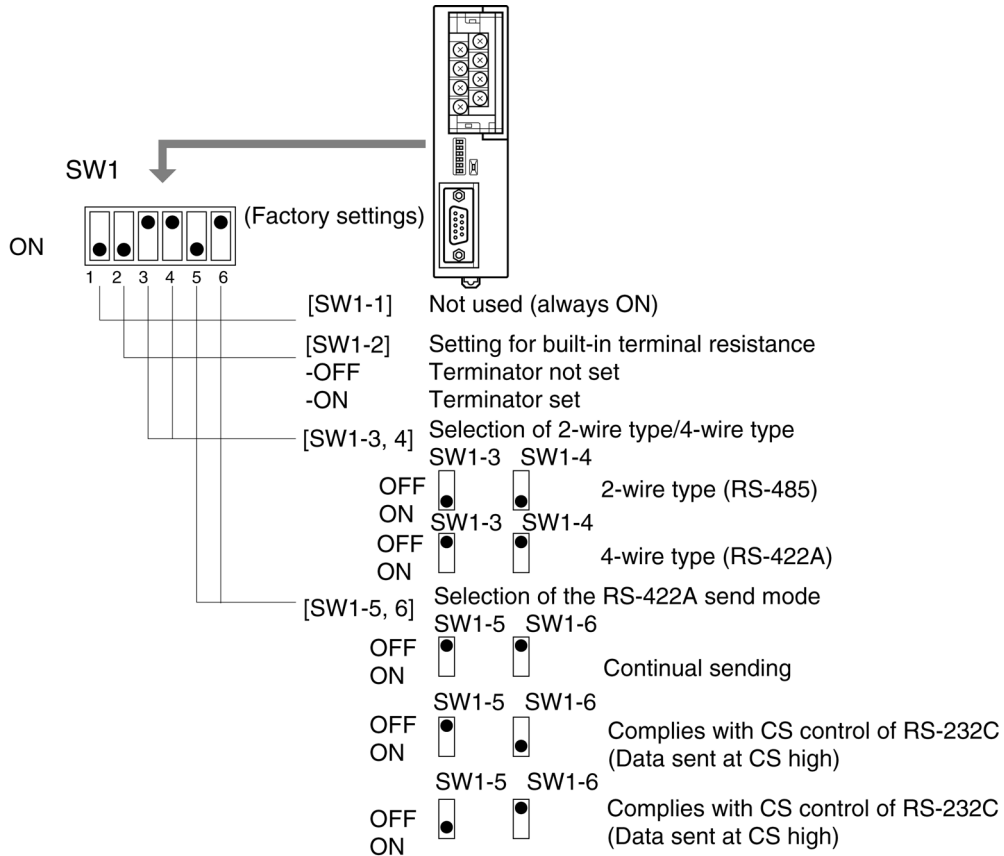 SW1
(Factory settings)
ON
1 2 3 4 5 6
[SW1-1] Not used (always ON)
[SW1-2] Setting for built-in terminal resistance
-OFF Terminator not set
-ON Terminator set
[SW1-3, 4] Selection of 2-wire type/4-wire type
SW1-3 SW1-4
OFF
ON
2-wire type (RS-485)
SW1-3 SW1-4
OFF
ON
4-wire type (RS-422A)
[SW1-5, 6] Selection of the RS-422A send mode
SW1-5 SW1-6
OFF
ON
Continual sending
SW1-5 SW1-6
OFF
ON
Complies with CS control of RS-232C
(Data sent at CS high)
SW1-5 SW1-6
OFF
ON
Complies with CS control of RS-232C
(Data sent at CS high)